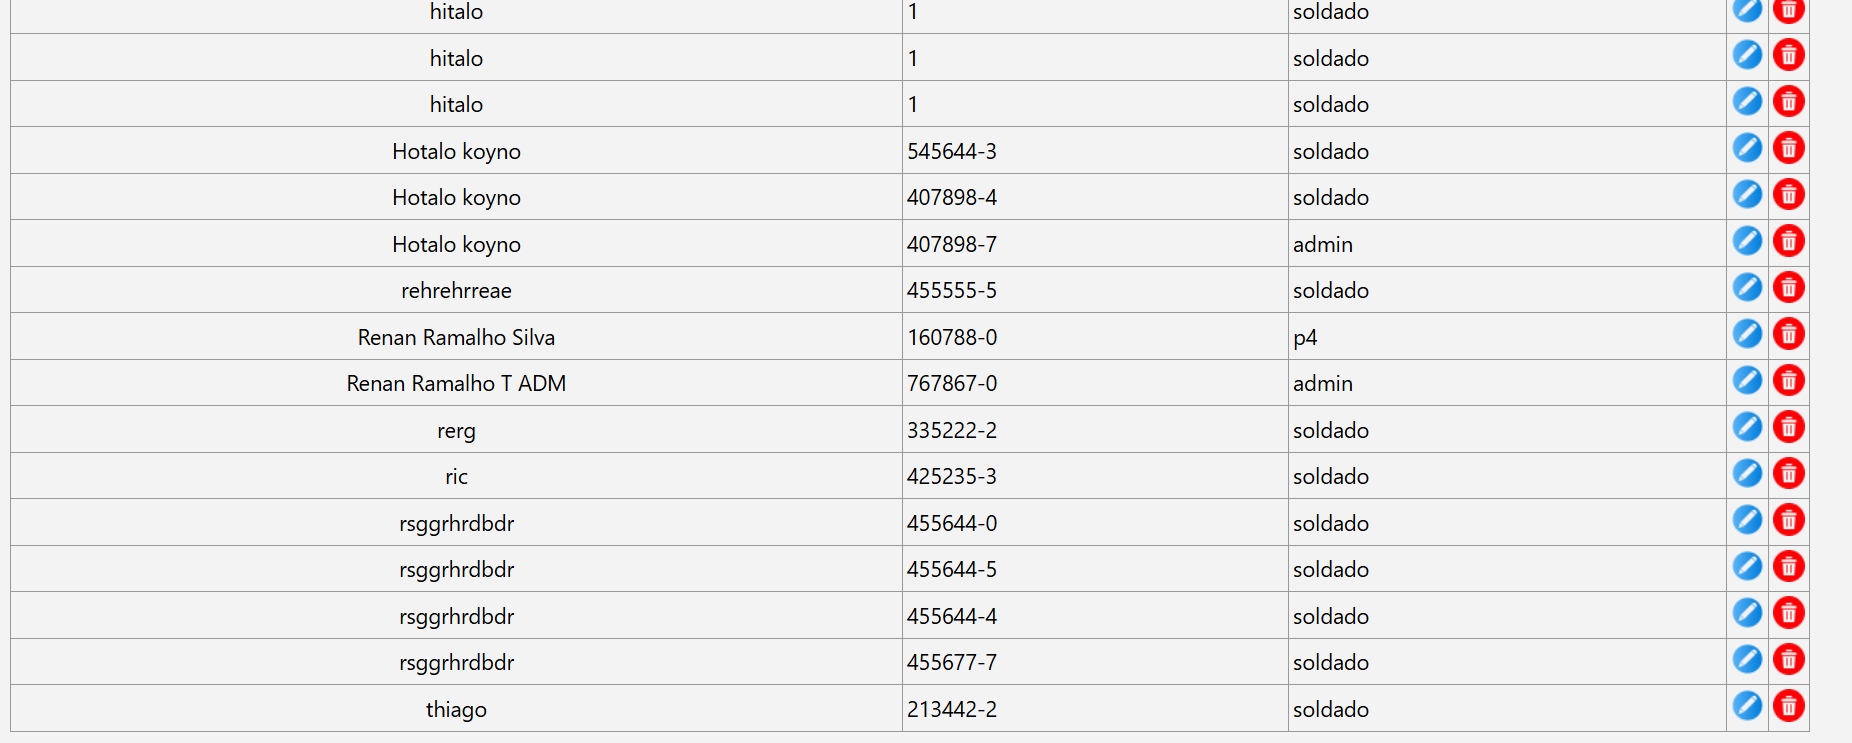 hitalo 1 soldado
hitalo 1 soldado
hitalo 1 soldado
Hotalo koyno 545644-3 soldado
Hotalo koyno 407898-4 soldado
Hotalo koyno 407898-7 admin
rehrehrreae 455555-5 soldado
Renan Ramalho Silva 160788-0 p4
Renan Ramalho T ADM 767867-0 admin
rerg 335222-2 soldado
ric 425235-3 soldado
rsggrhrdbdr 455644-0 soldado
rsggrhrdbdr 455644-5 soldado
rsggrhrdbdr 455644-4 soldado
rsggrhrdbdr 455677-7 soldado
thiago 213442-2 soldado